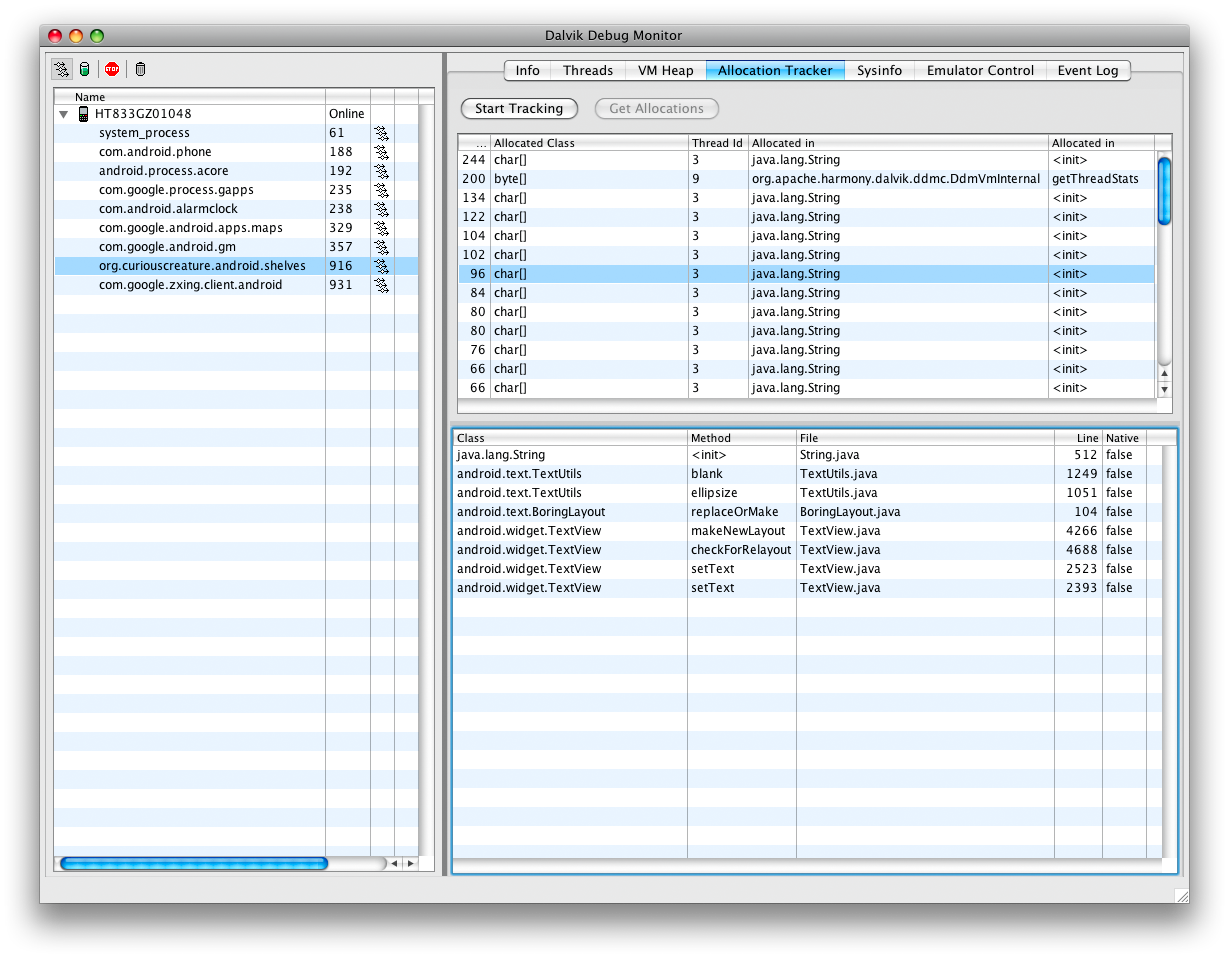 Dalvik Debug Monitor
STOP
Name
HT833GZ01048 Online
system_process 61
com.android.phone 188
android.process.acore 192
com.google.process.gapps 235
com.android.alarmclock 238
com.google.android.apps.maps 329
com.google.android.gm 357
org.curiouscreature.android.shelves 916
com.google.zxing.client.android 931
Info Threads VM Heap Allocation Tracker Sysinfo Emulator Control Event Log
Start Tracking Get Allocations
... Allocated Class Thread Id Allocated in Allocated in
244 char[] 3 java.lang.String <init>
200 byte[] 9 org.apache.harmony.dalvik.ddmc.DdmVmInternal getThreadStats
134 char[] 3 java.lang.String <init>
122 char[] 3 java.lang.String <init>
104 char[] 3 java.lang.String <init>
102 char[] 3 java.lang.String <init>
96 char[] 3 java.lang.String <init>
84 char[] 3 java.lang.String <init>
80 char[] 3 java.lang.String <init>
80 char[] 3 java.lang.String <init>
76 char[] 3 java.lang.String <init>
66 char[] 3 java.lang.String <init>
66 char[] 3 java.lang.String <init>
Class Method File Line Native
java.lang.String <init> String.java 512 false
android.text.TextUtils blank TextUtils.java 1249 false
android.text.TextUtils ellipsize TextUtils.java 1051 false
android.text.BoringLayout replaceOrMake BoringLayout.java 104 false
android.widget.TextView makeNewLayout TextView.java 4266 false
android.widget.TextView checkForRelayout TextView.java 4688 false
android.widget.TextView setText TextView.java 2523 false
android.widget.TextView setText TextView.java 2393 false